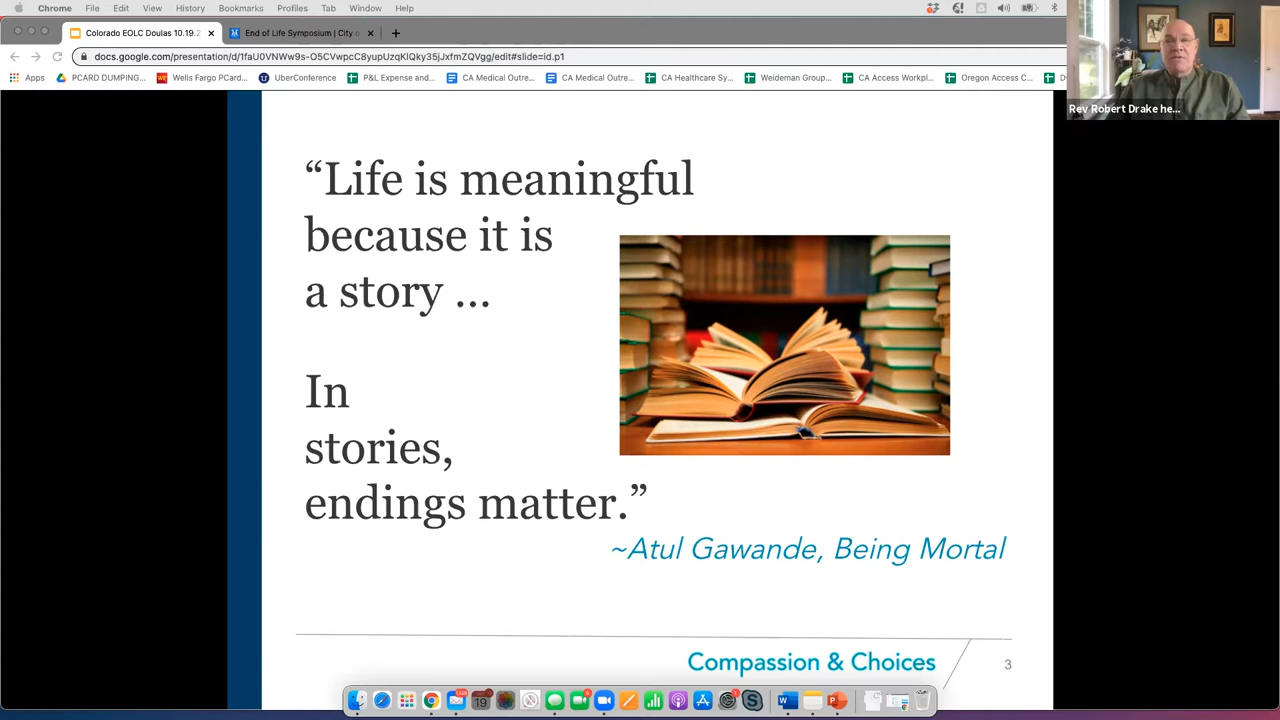 Chrome File Edit View History Bookmarks Profiles Tab Window Help
Colorado EOLC Doulas 10.19.2
End of Life Symposium | City o
docs.google.com/presentation/d/1faU0VNWw9s-O5CVwpcC8yupUzqKlQky35jJxfmZQVgg/edit#slide=id.p1
Apps PCARD DUMPING... Wells Fargo PCard... UberConference P&L Expense and... CA Medical Outre... CA Medical Outre... CA Healthcare Sy... Weideman Group... CA Access Workpl... Oregon Access C...
Rev Robert Drake he...
“Life is meaningful
because it is
a story ...
In
stories,
endings matter.”
~Atul Gawande, Being Mortal
Compassion & Choices
3
19